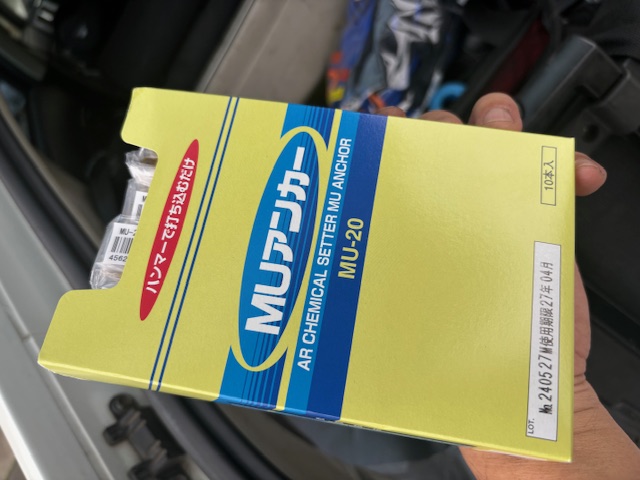 ハンマーで打ち込むだけ
MUアンカー
AR CHEMICAL SETTER MU ANCHOR
MU-20
10本入
LOT.
№240527M使用期限27年04月
4562